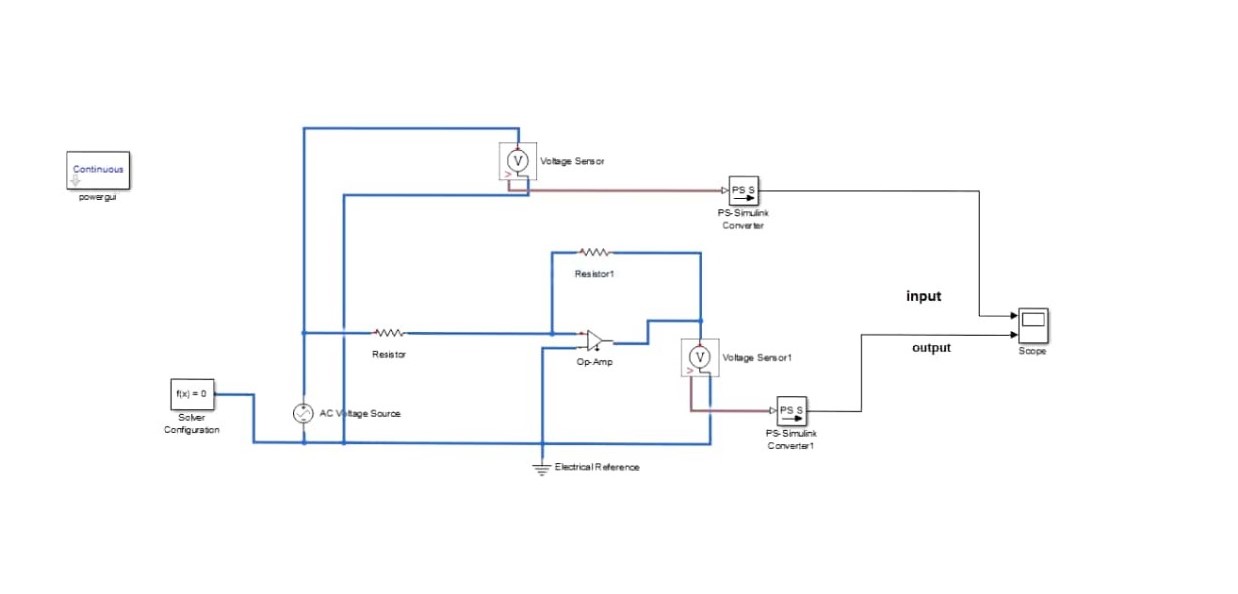 V
Voltage Sensor
Continuous
powergui
PS S
PS-Simulink
Converter
Resistor1
input
Resistor
Op-Amp
V
Voltage Sensor1
output
Scope
f(x) = 0
Solver
Configuration
AC Voltage Source
PS S
PS-Simulink
Converter1
Electrical Reference